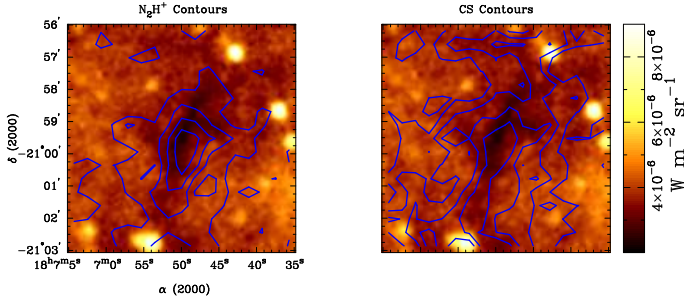 N₂H⁺ Contours
CS Contours
56′
57′
58′
59′
−21°00′
01′
02′
−21°03′
δ (2000)
18ʰ7ᵐ5ˢ 7ᵐ0ˢ 55ˢ 50ˢ 45ˢ 40ˢ 35ˢ
α (2000)
4×10⁻⁶ 6×10⁻⁶ 8×10⁻⁶
W m⁻² sr⁻¹